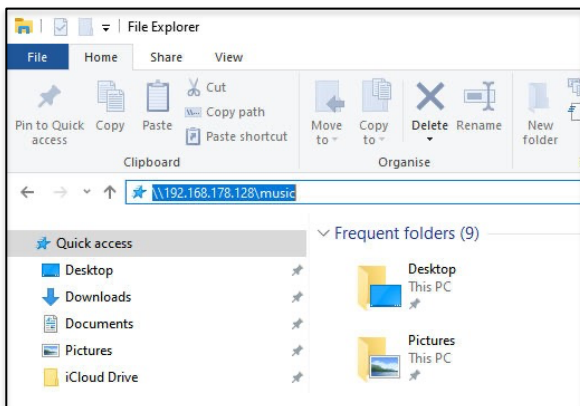 File Explorer
File Home Share View
Pin to Quick
access
Copy
Paste
Cut
Copy path
Paste shortcut
Move
to
Copy
to
Delete
Rename
New
folder
Clipboard
Organise
\\192.168.178.128\music
Quick access
Desktop
Downloads
Documents
Pictures
iCloud Drive
Frequent folders (9)
Desktop
This PC
Pictures
This PC